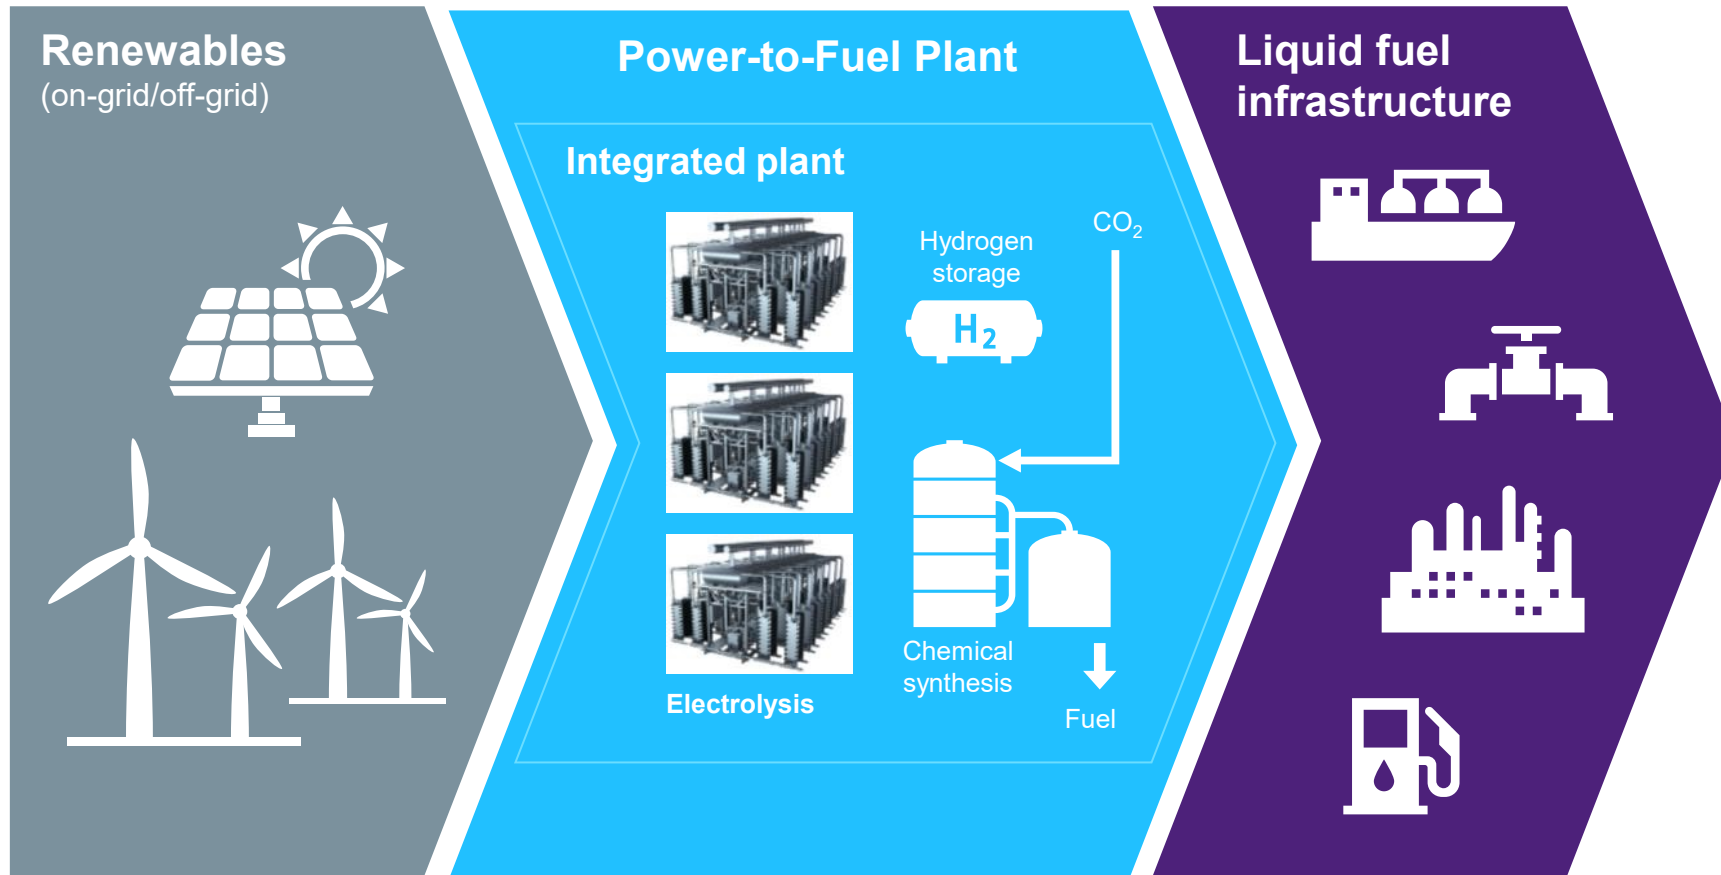 Renewables
(on-grid/off-grid)
Power-to-Fuel Plant
Integrated plant
Hydrogen
storage
CO₂
H₂
Electrolysis
Chemical
synthesis
Fuel
Liquid fuel
infrastructure